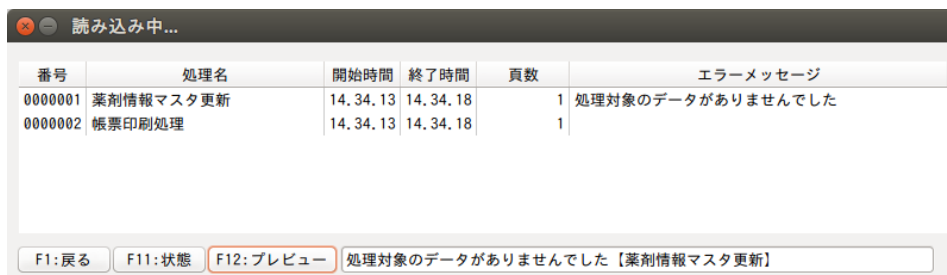 読み込み中...
番号 処理名 開始時間 終了時間 頁数 エラーメッセージ
0000001 薬剤情報マスタ更新 14.34.13 14.34.18 1 処理対象のデータがありませんでした
0000002 帳票印刷処理 14.34.13 14.34.18 1
F1:戻る F11:状態 F12:プレビュー 処理対象のデータがありませんでした【薬剤情報マスタ更新】